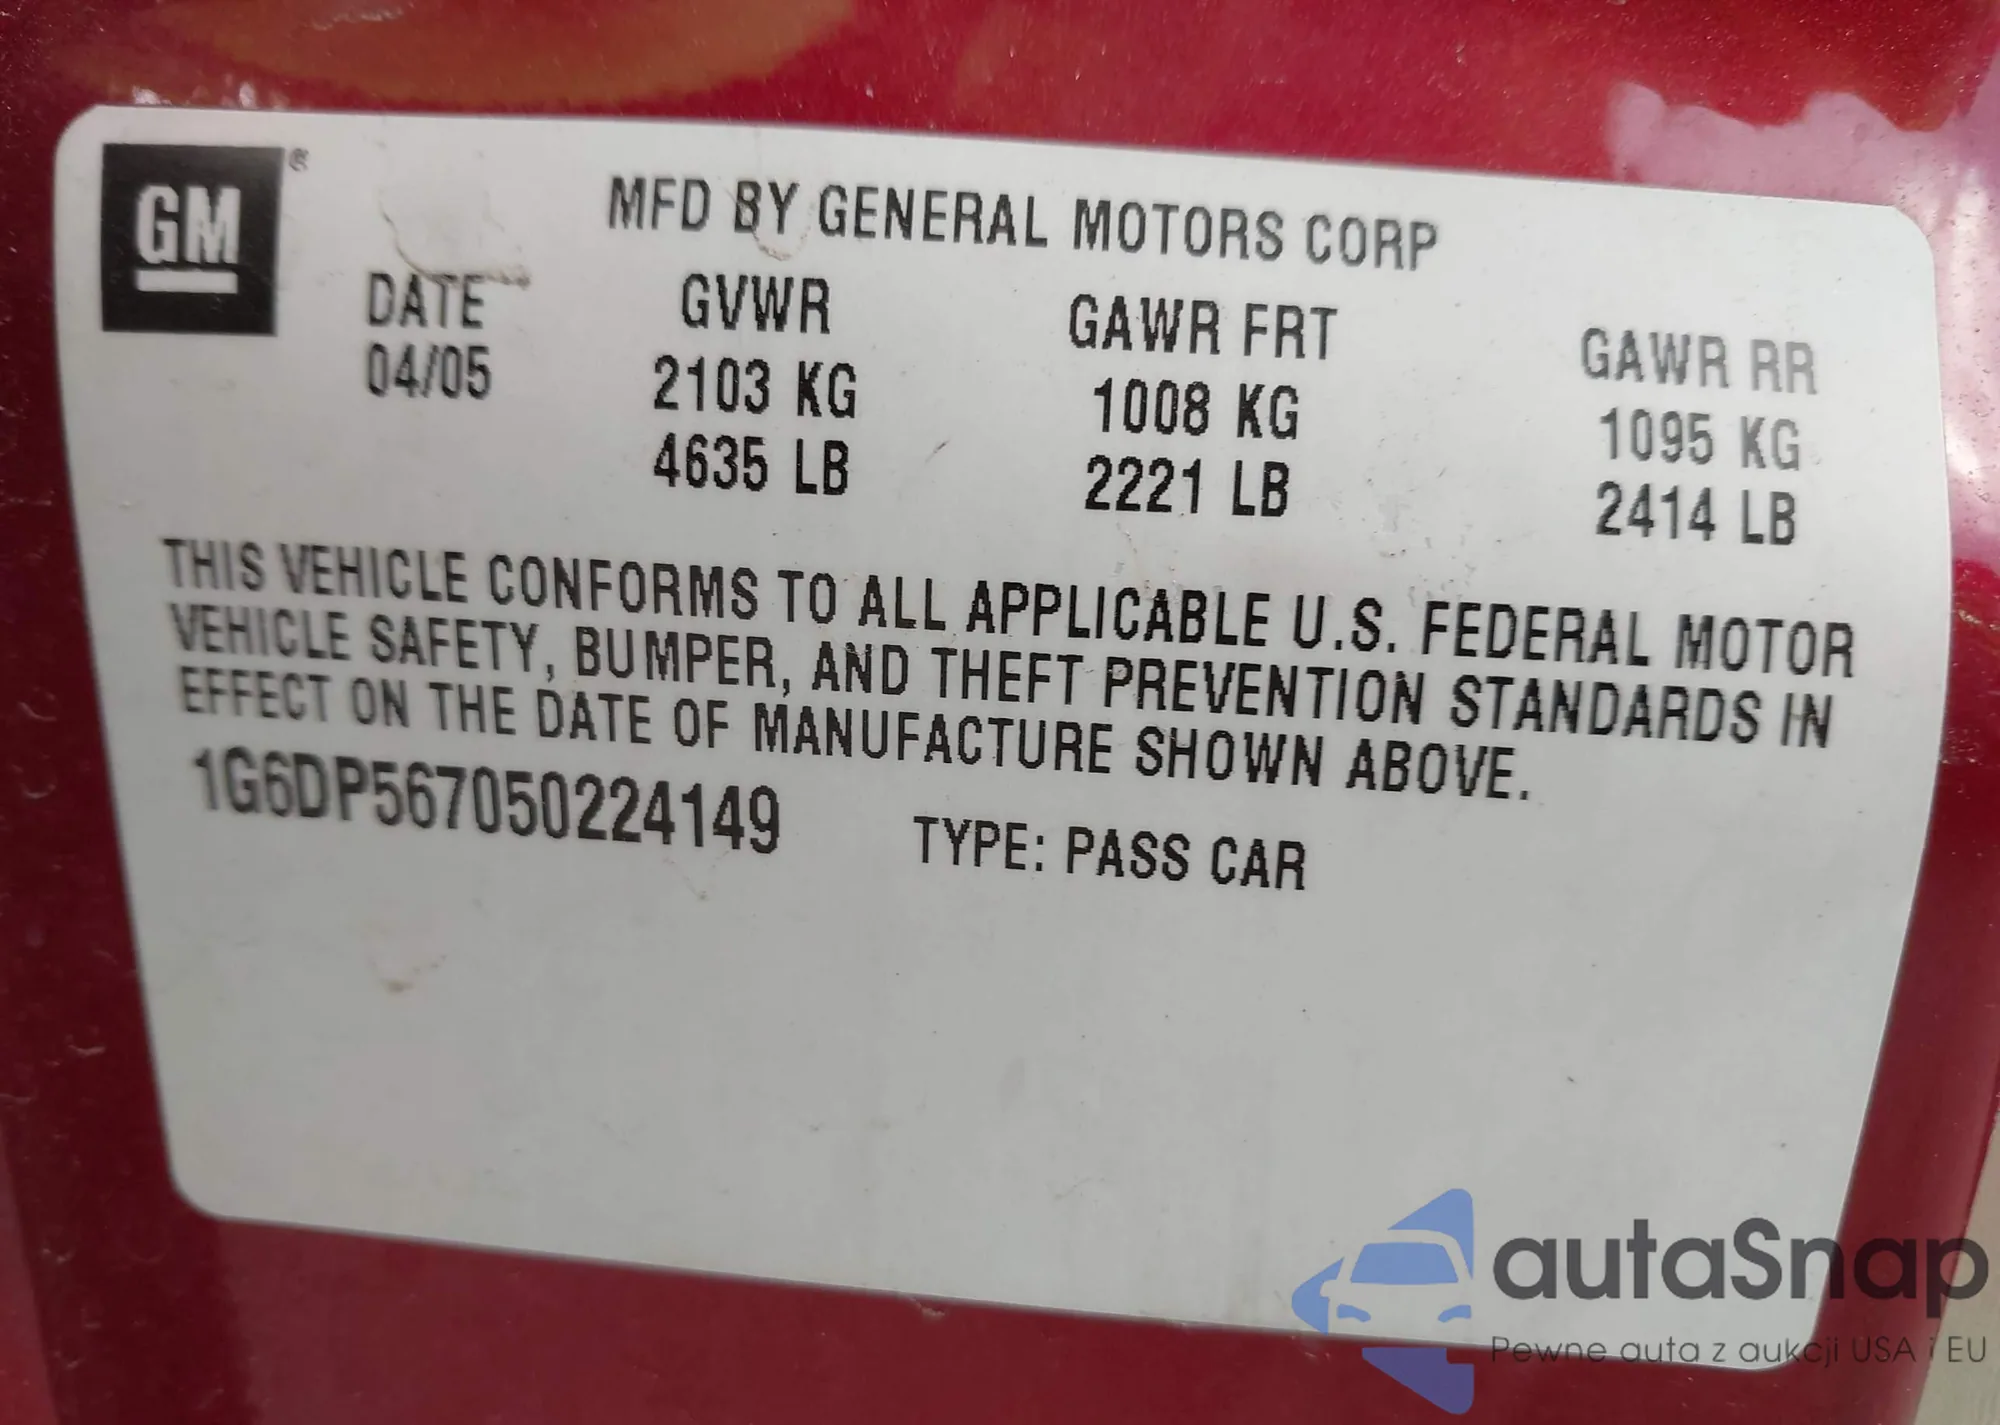 GM®
MFD BY GENERAL MOTORS CORP
DATE GVWR GAWR FRT GAWR RR
04/05 2103 KG 1008 KG 1095 KG
4635 LB 2221 LB 2414 LB
THIS VEHICLE CONFORMS TO ALL APPLICABLE U.S. FEDERAL MOTOR
VEHICLE SAFETY, BUMPER, AND THEFT PREVENTION STANDARDS IN
EFFECT ON THE DATE OF MANUFACTURE SHOWN ABOVE.
1G6DP567050224149 TYPE: PASS CAR
autaSnap
Pewne auta z aukcji USA i EU